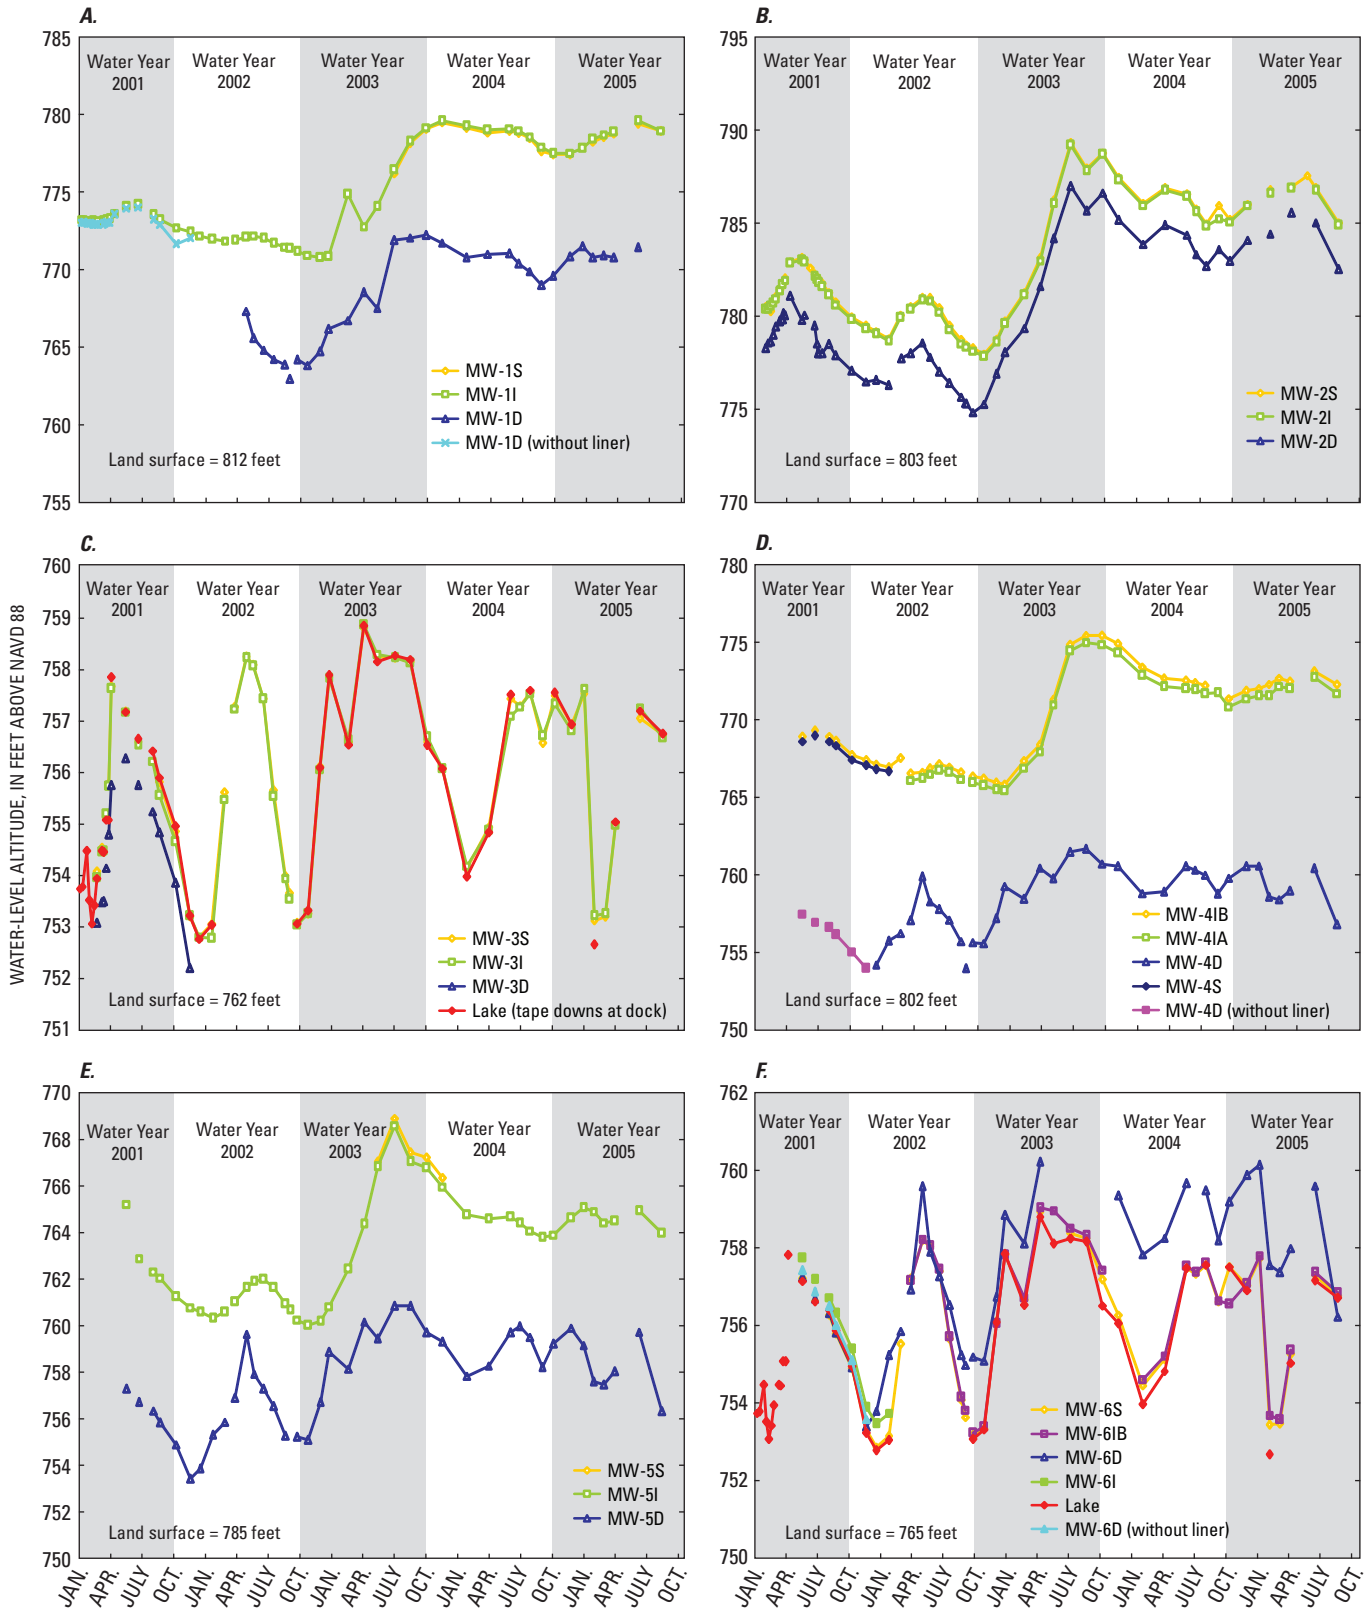 A.
785
780
775
770
765
760
755
Water Year
2001
Water Year
2002
Water Year
2003
Water Year
2004
Water Year
2005
MW-1S
MW-1I
MW-1D
MW-1D (without liner)
Land surface = 812 feet
B.
795
790
785
780
775
770
Water Year
2001
Water Year
2002
Water Year
2003
Water Year
2004
Water Year
2005
MW-2S
MW-2I
MW-2D
Land surface = 803 feet
WATER-LEVEL ALTITUDE, IN FEET ABOVE NAVD 88
C.
760
759
758
757
756
755
754
753
752
751
Water Year
2001
Water Year
2002
Water Year
2003
Water Year
2004
Water Year
2005
MW-3S
MW-3I
MW-3D
Lake (tape downs at dock)
Land surface = 762 feet
D.
780
775
770
765
760
755
750
Water Year
2001
Water Year
2002
Water Year
2003
Water Year
2004
Water Year
2005
MW-4IB
MW-4IA
MW-4D
MW-4S
MW-4D (without liner)
Land surface = 802 feet
E.
770
768
766
764
762
760
758
756
754
752
750
Water Year
2001
Water Year
2002
Water Year
2003
Water Year
2004
Water Year
2005
MW-5S
MW-5I
MW-5D
Land surface = 785 feet
JAN.
APR.
JULY
OCT.
JAN.
APR.
JULY
OCT.
JAN.
APR.
JULY
OCT.
JAN.
APR.
JULY
OCT.
JAN.
APR.
JULY
OCT.
F.
762
760
758
756
754
752
750
Water Year
2001
Water Year
2002
Water Year
2003
Water Year
2004
Water Year
2005
MW-6S
MW-6IB
MW-6D
MW-6I
Lake
MW-6D (without liner)
Land surface = 765 feet
JAN.
APR.
JULY
OCT.
JAN.
APR.
JULY
OCT.
JAN.
APR.
JULY
OCT.
JAN.
APR.
JULY
OCT.
JAN.
APR.
JULY
OCT.